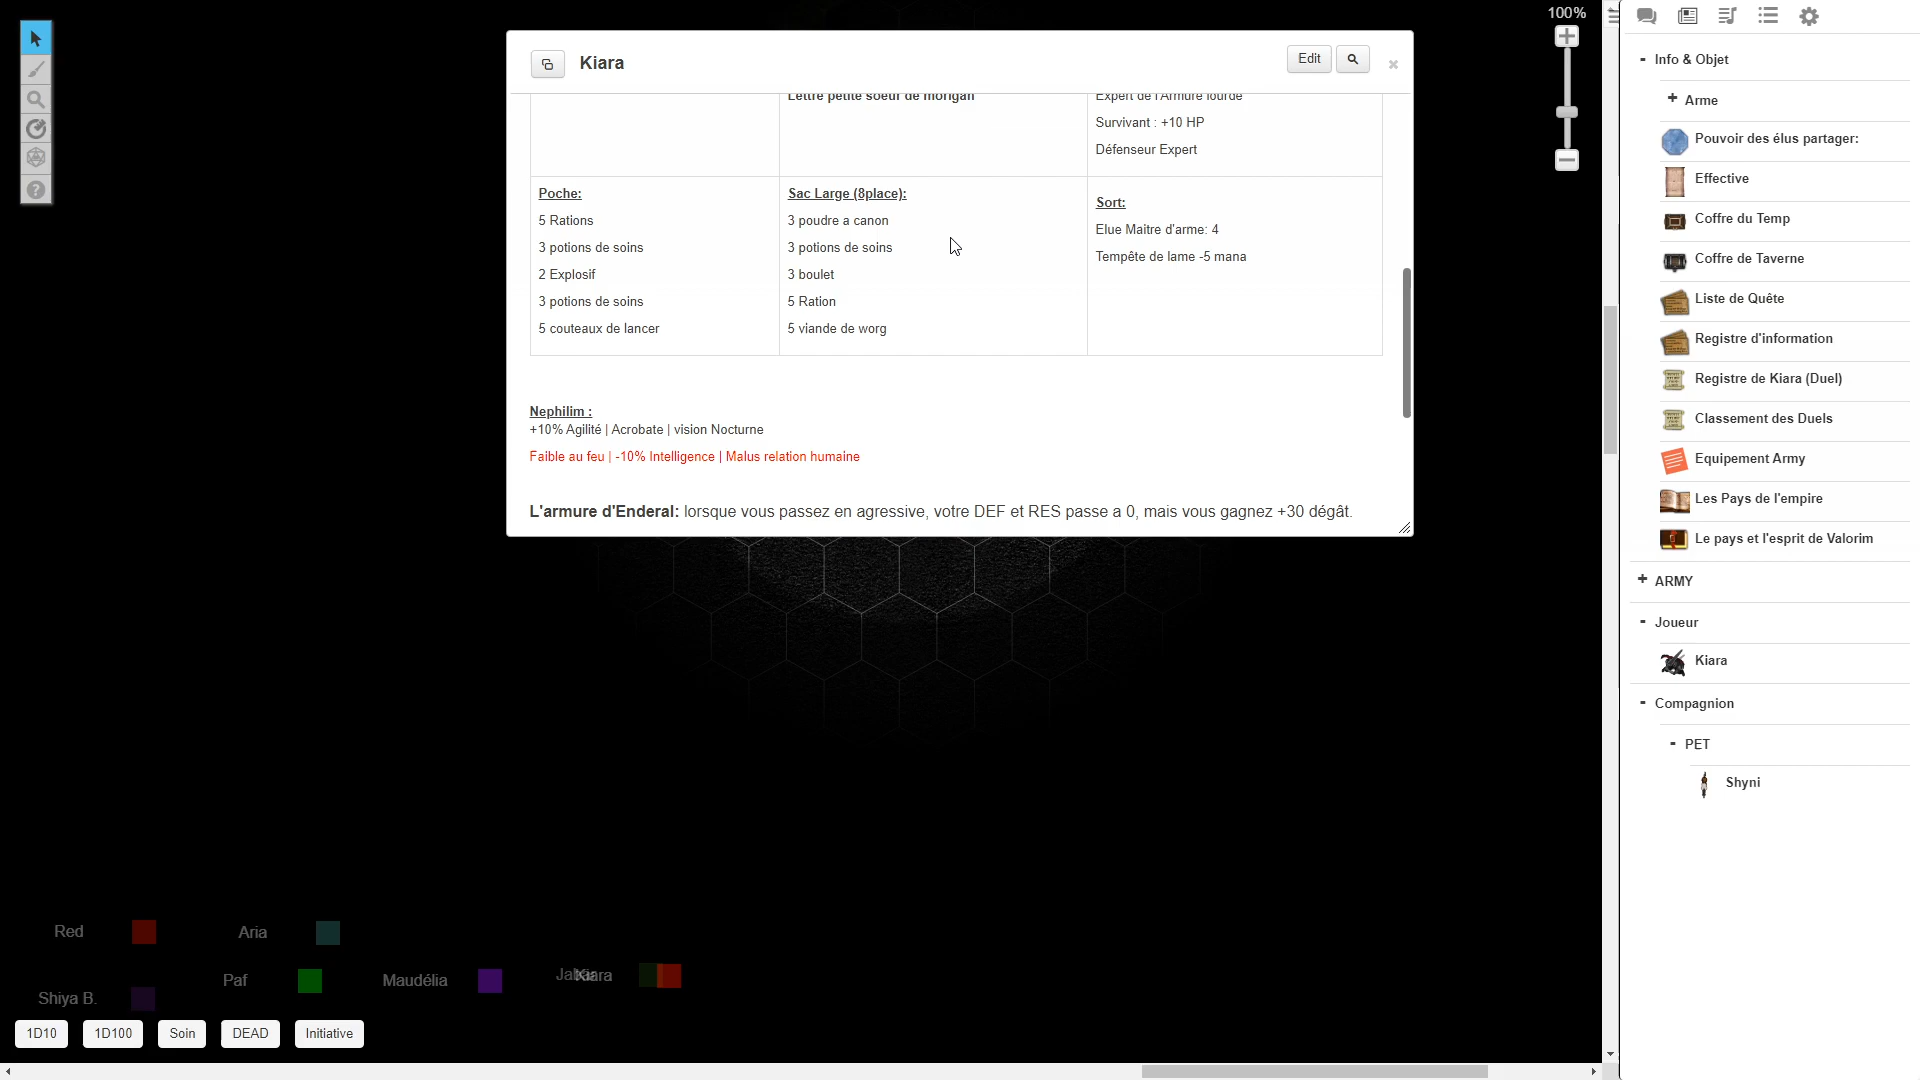 100%
Kiara
Edit
Lettre petite soeur de morigan
Expert de l'Armure lourde
Survivant : +10 HP
Défenseur Expert
Poche:
5 Rations
3 potions de soins
2 Explosif
3 potions de soins
5 couteaux de lancer
Sac Large (8place):
3 poudre a canon
3 potions de soins
3 boulet
5 Ration
5 viande de worg
Sort:
Elue Maitre d'arme: 4
Tempête de lame -5 mana
Nephilim :
+10% Agilité | Acrobate | vision Nocturne
Faible au feu | -10% Intelligence | Malus relation humaine
L'armure d'Enderal: lorsque vous passez en agressive, votre DEF et RES passe a 0, mais vous gagnez +30 dégât.
Info & Objet
Arme
Pouvoir des élus partager:
Effective
Coffre du Temp
Coffre de Taverne
Liste de Quête
Registre d'information
Registre de Kiara (Duel)
Classement des Duels
Equipement Army
Les Pays de l'empire
Le pays et l'esprit de Valorim
ARMY
Joueur
Kiara
Compagnion
PET
Shyni
Red
Aria
Paf
Maudélia
Kiara
Shiya B.
1D10
1D100
Soin
DEAD
Initiative